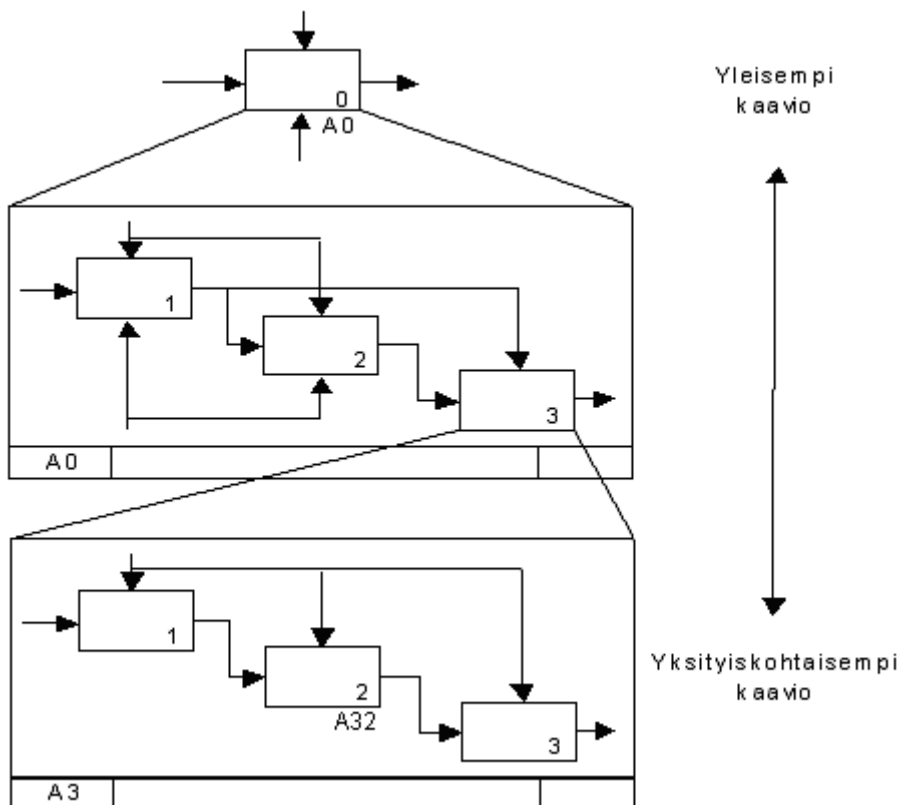 0
A0
Yleisempi
kaavio
1
2
3
A0
1
2
A32
3
Yksityiskohtaisempi
kaavio
A3